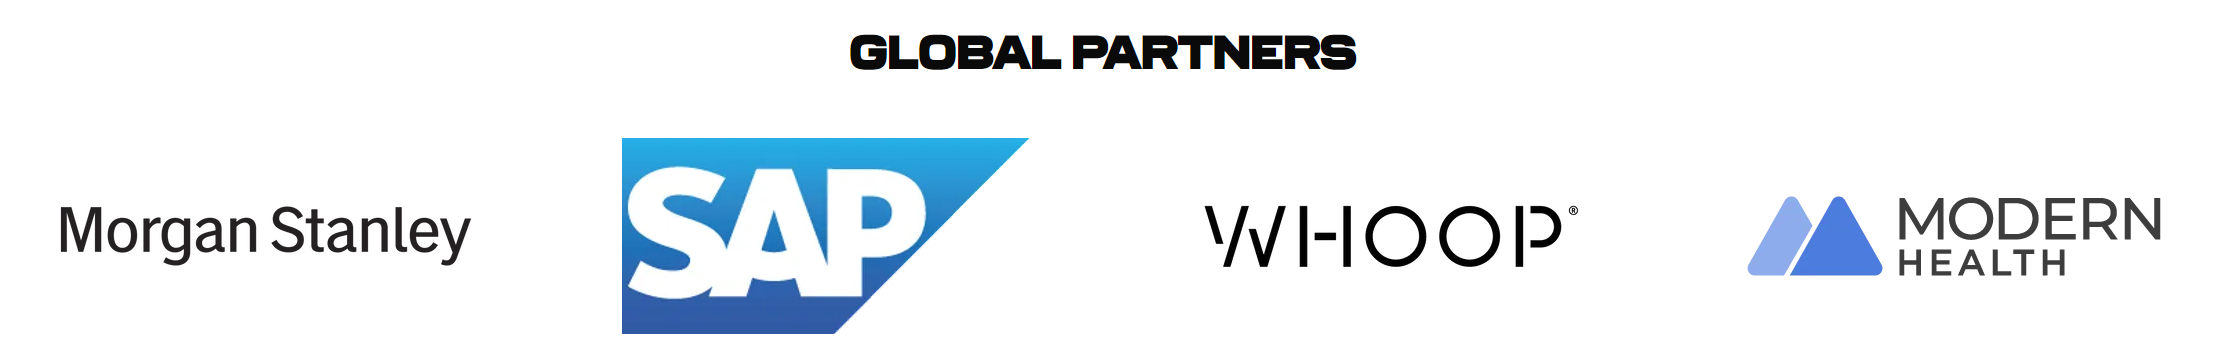 GLOBAL PARTNERS
Morgan Stanley
SAP
WHOOP®
MODERN
HEALTH